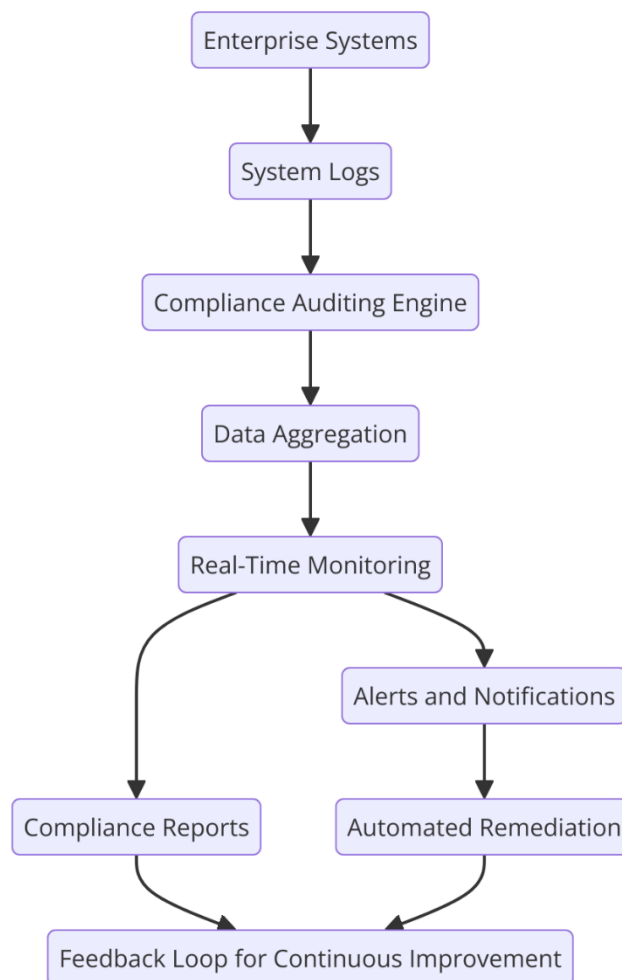 Enterprise Systems
System Logs
Compliance Auditing Engine
Data Aggregation
Real-Time Monitoring
Alerts and Notifications
Compliance Reports
Automated Remediation
Feedback Loop for Continuous Improvement